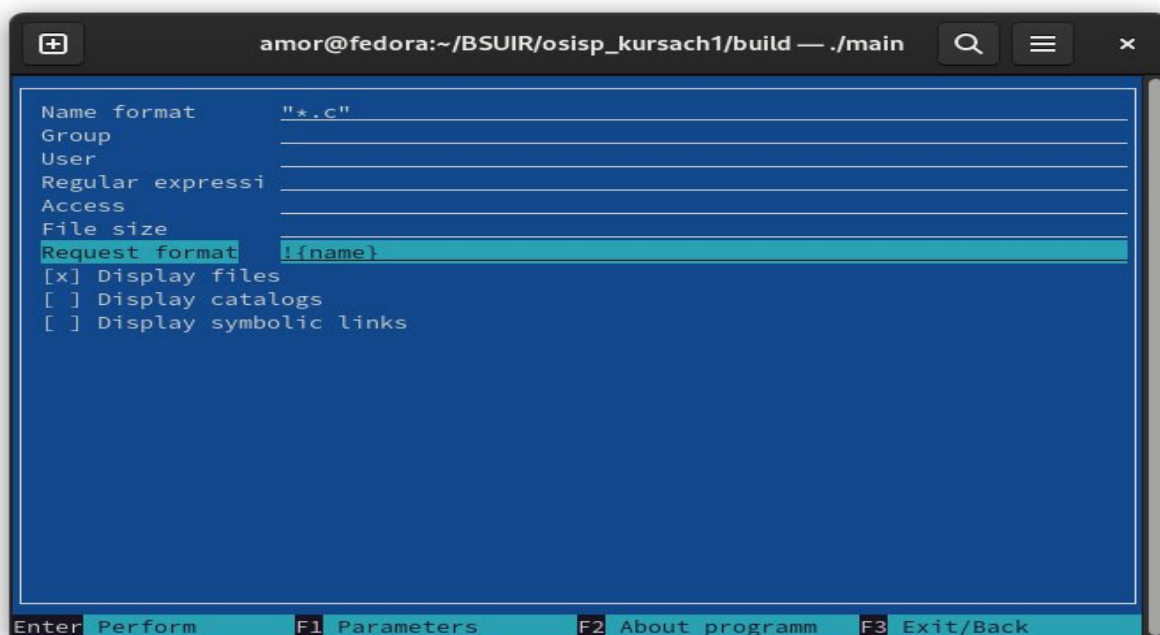 amor@fedora:~/BSUIR/osisp_kursach1/build — ./main
Name format "*.c"
Group
User
Regular expressi
Access
File size
Request format !{name}
[x] Display files
[ ] Display catalogs
[ ] Display symbolic links
Enter Perform F1 Parameters F2 About programm F3 Exit/Back